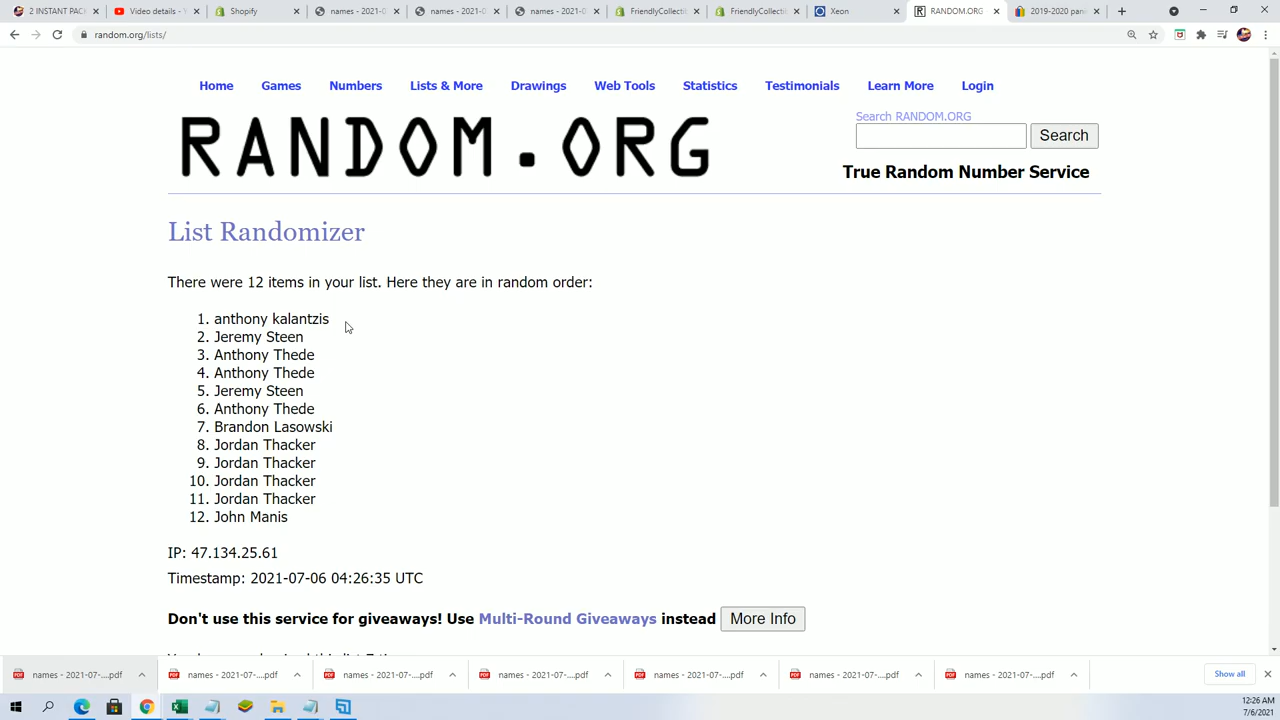 2 INSTANT PACK
Video details - Y
Shopify
names - 2021-0
names - 2021-0
names - 2021-0
FriendlyCollecti
FriendlyCollecti
Xeon
RANDOM.ORG
2019-2020 pani
random.org/lists/
Home Games Numbers Lists & More Drawings Web Tools Statistics Testimonials Learn More Login
RANDOM.ORG
Search RANDOM.ORG
Search
True Random Number Service
List Randomizer
There were 12 items in your list. Here they are in random order:
1. anthony kalantzis
2. Jeremy Steen
3. Anthony Thede
4. Anthony Thede
5. Jeremy Steen
6. Anthony Thede
7. Brandon Lasowski
8. Jordan Thacker
9. Jordan Thacker
10. Jordan Thacker
11. Jordan Thacker
12. John Manis
IP: 47.134.25.61
Timestamp: 2021-07-06 04:26:35 UTC
Don't use this service for giveaways! Use Multi-Round Giveaways instead More Info
names - 2021-07-....pdf
names - 2021-07-....pdf
names - 2021-07-....pdf
names - 2021-07-....pdf
names - 2021-07-....pdf
names - 2021-07-....pdf
names - 2021-07-....pdf
Show all
12:26 AM
7/6/2021